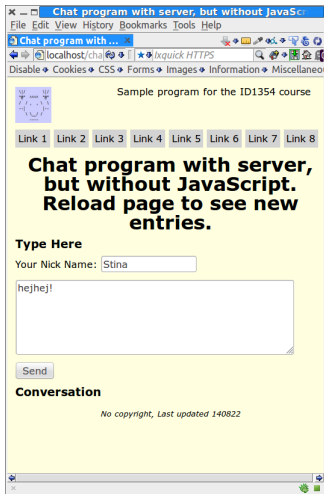 Chat program with server, but without JavaScr
File Edit View History Bookmarks Tools Help
Chat program with ...
localhost/cha Ixquick HTTPS
Disable Cookies CSS Forms Images Information Miscellaneou
Sample program for the ID1354 course
Link 1 Link 2 Link 3 Link 4 Link 5 Link 6 Link 7 Link 8
Chat program with server,
but without JavaScript.
Reload page to see new
entries.
Type Here
Your Nick Name: Stina
hejhej!
Send
Conversation
No copyright, Last updated 140822